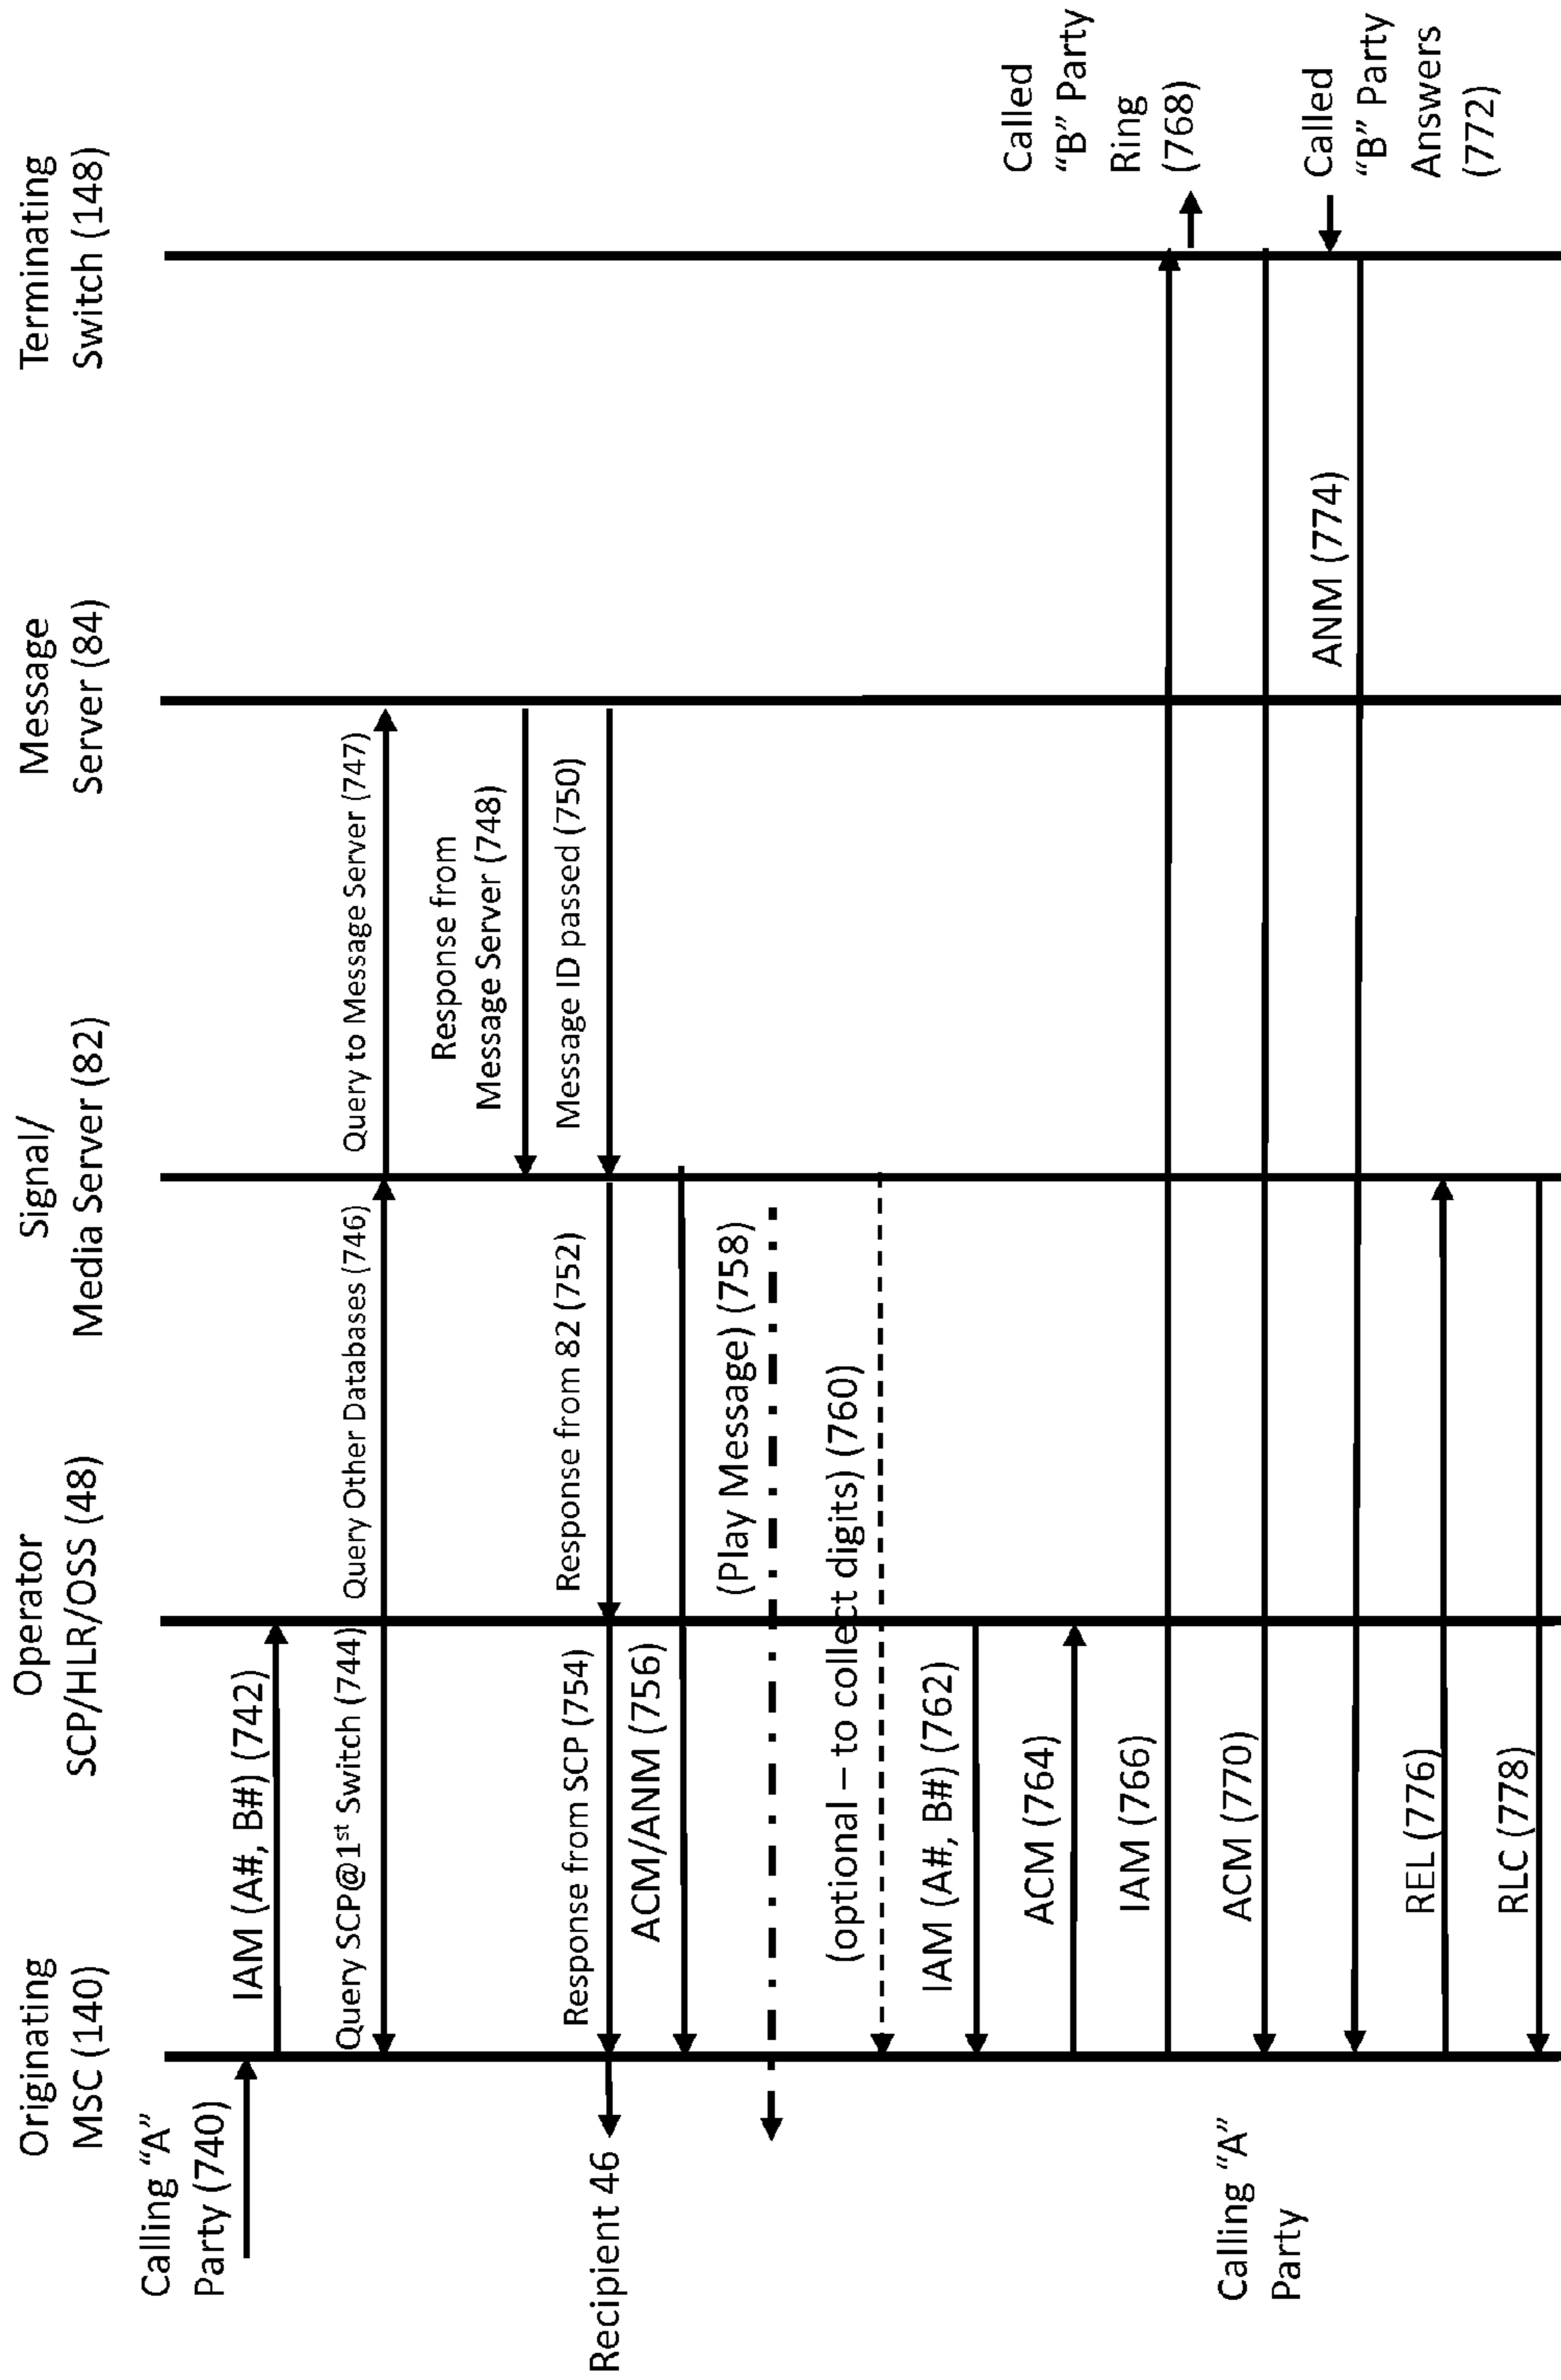 Originating
MSC (140)
Operator
SCP/HLR/OSS (48)
Signal/
Media Server (82)
Message
Server (84)
Terminating
Switch (148)
Calling “A”
Party (740)
IAM (A#, B#) (742)
Query SCP@1st Switch (744)
Query Other Databases (746)
Query to Message Server (747)
Response from
Message Server (748)
Message ID passed (750)
Response from 82 (752)
Response from SCP (754)
Recipient 46
ACM/ANM (756)
(Play Message) (758)
(optional – to collect digits) (760)
IAM (A#, B#) (762)
ACM (764)
IAM (766)
Called
“B” Party
Ring
(768)
ACM (770)
Calling “A”
Party
Called
“B” Party
Answers
(772)
ANM (774)
REL (776)
RLC (778)